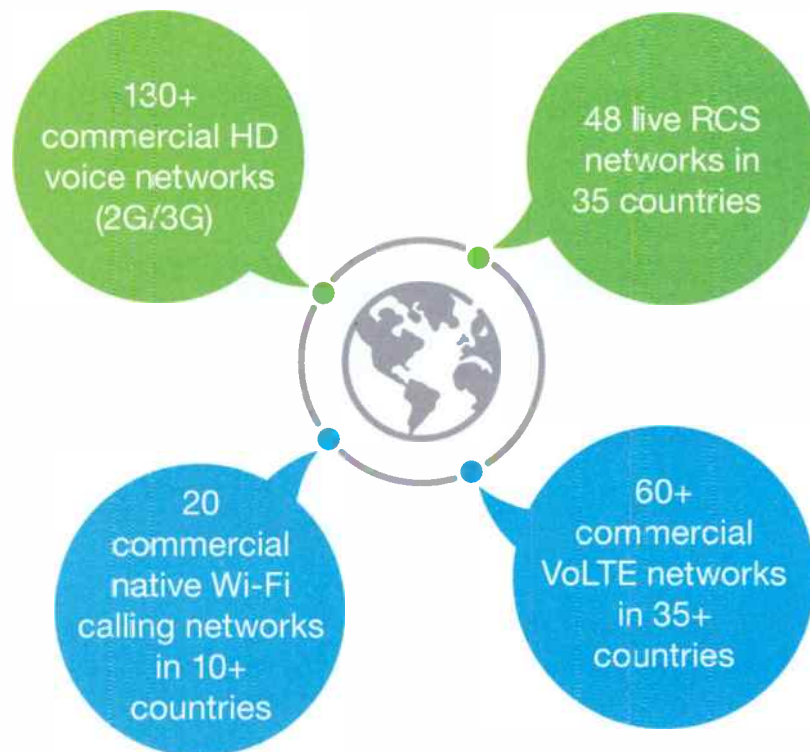 130+
commercial HD
voice networks
(2G/3G)
48 live RCS
networks in
35 countries
20
commercial
native Wi-Fi
calling networks
in 10+
countries
60+
commercial
VoLTE networks
in 35+
countries